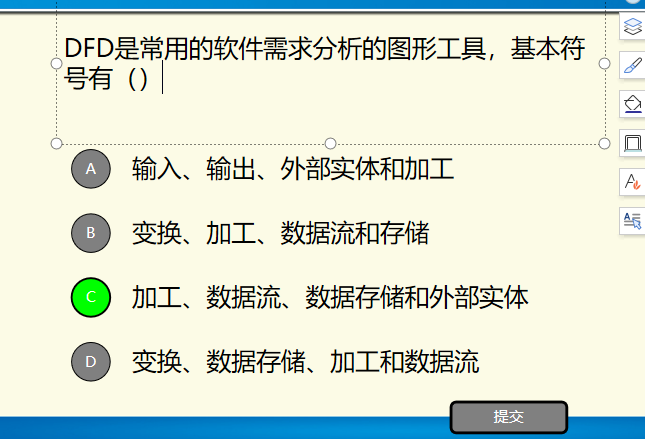 DFD是常用的软件需求分析的图形工具，基本符
号有（）
A 输入、输出、外部实体和加工
B 变换、加工、数据流和存储
C 加工、数据流、数据存储和外部实体
D 变换、数据存储、加工和数据流
提交